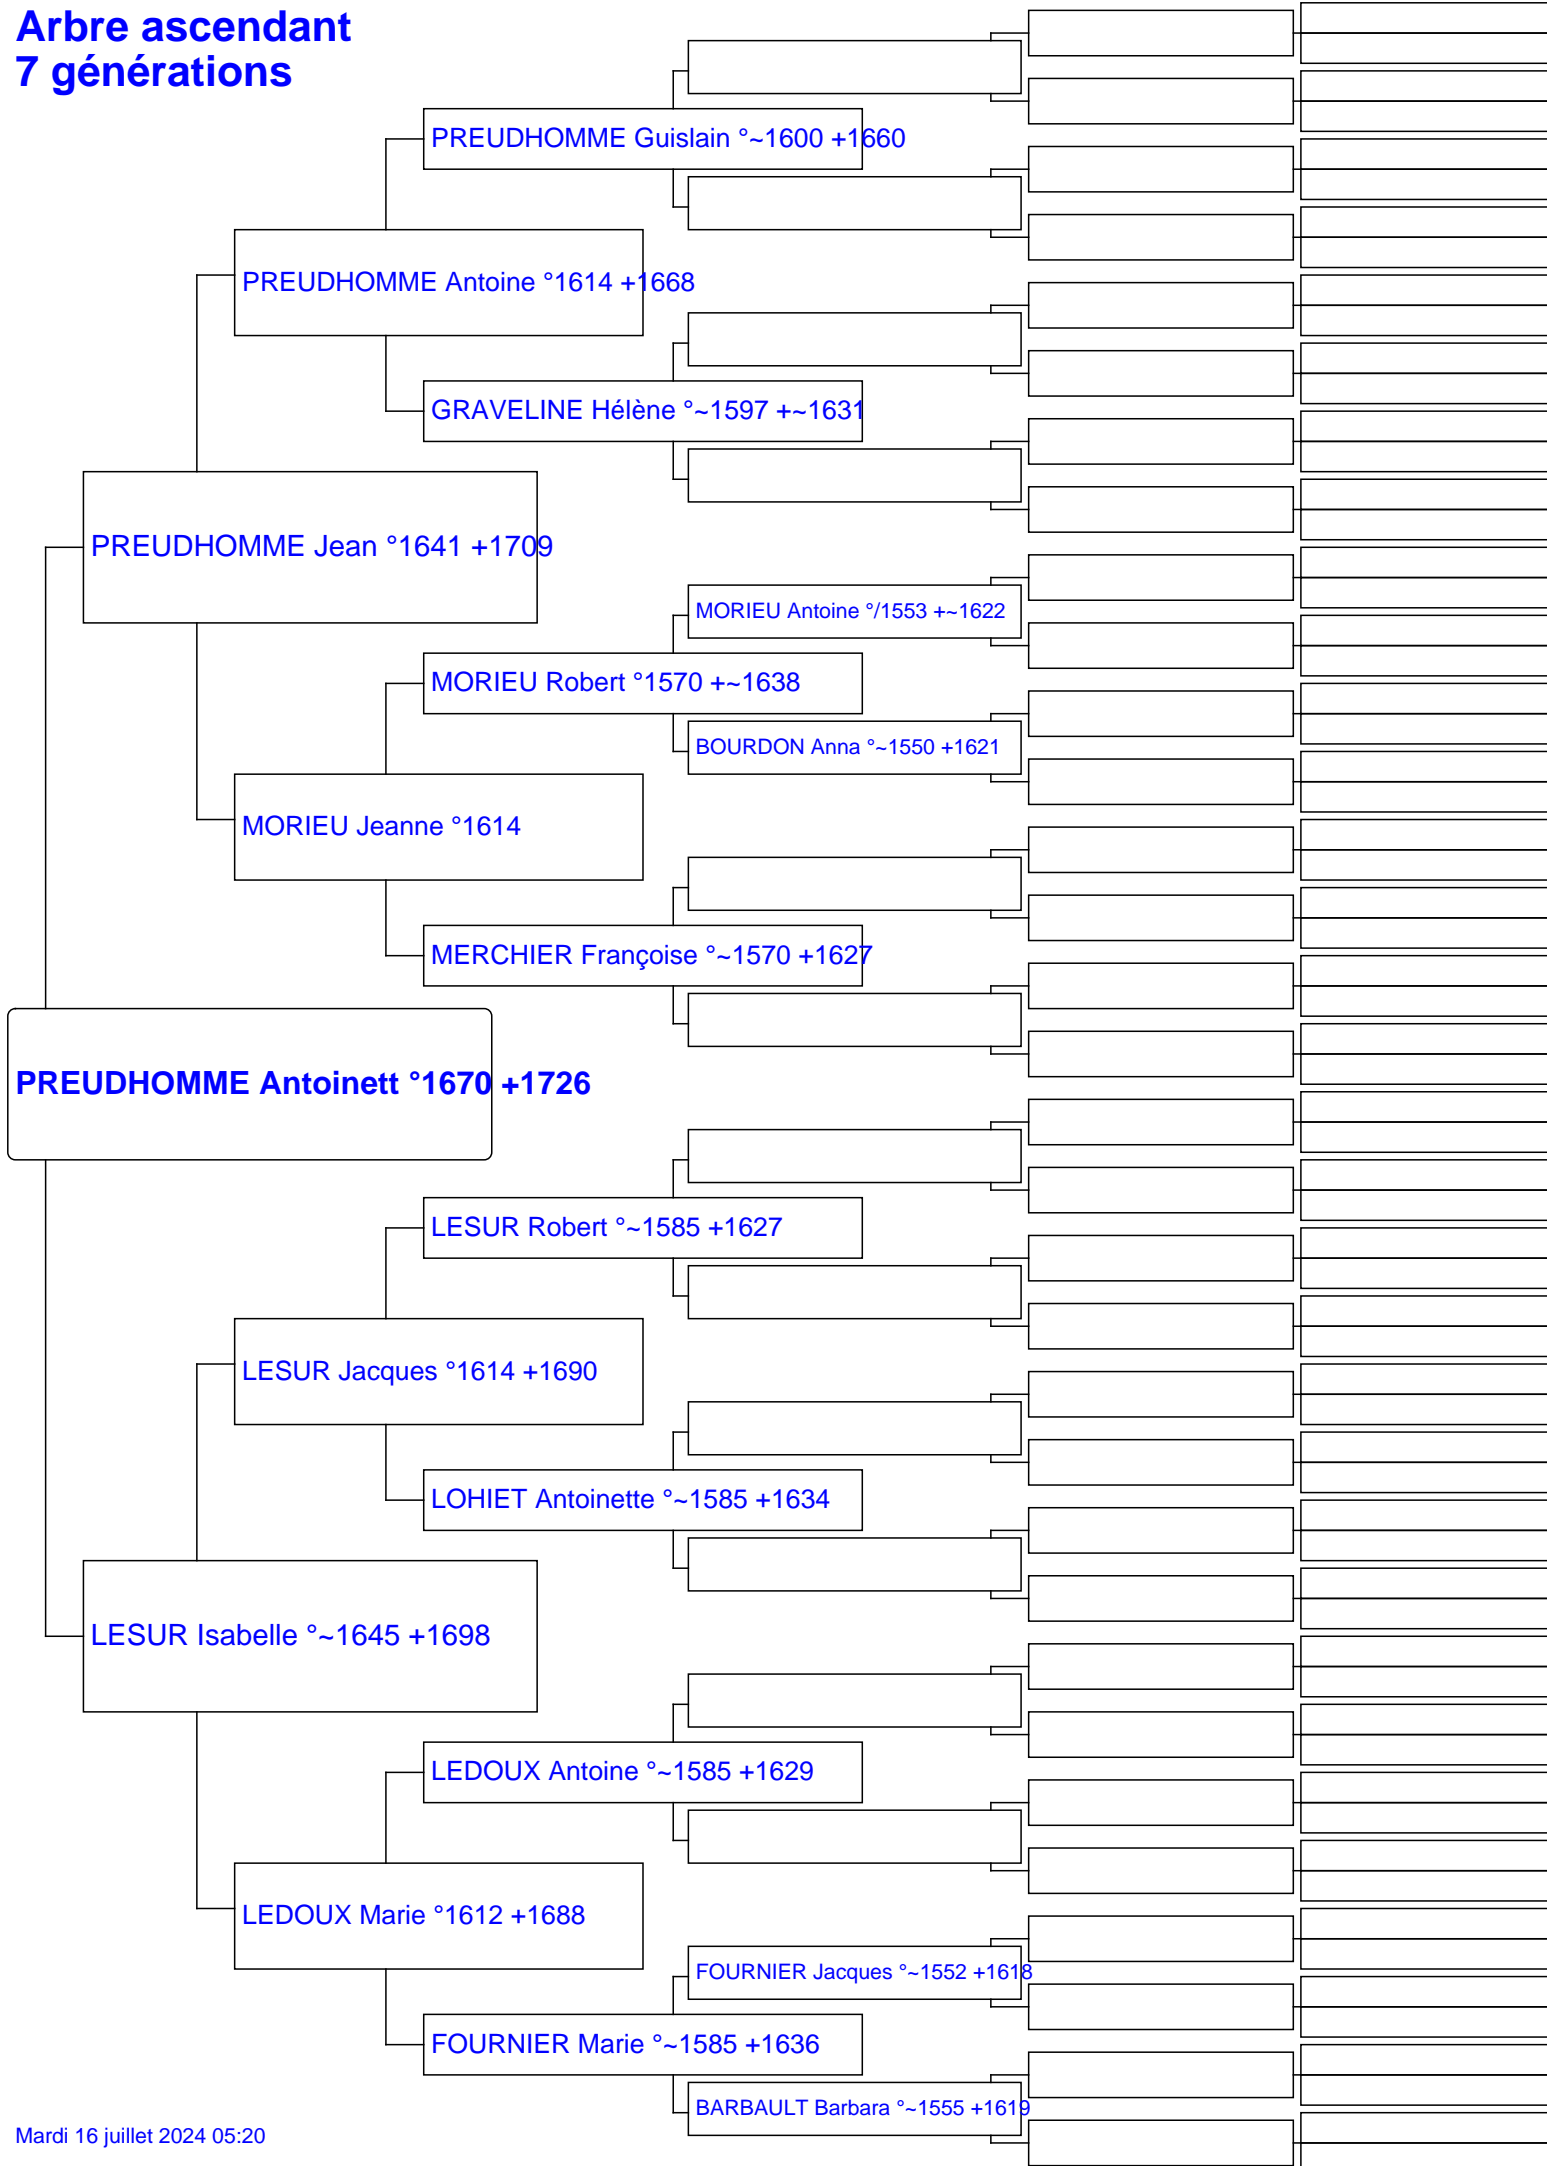 Arbre ascendant
7 générations
PREUDHOMME Guislain °~1600 +1660
PREUDHOMME Antoine °1614 +1668
GRAVELINE Hélène °~1597 +~1631
PREUDHOMME Jean °1641 +1709
MORIEU Antoine °/1553 +~1622
MORIEU Robert °1570 +~1638
BOURDON Anna °~1550 +1621
MORIEU Jeanne °1614
MERCHIER Françoise °~1570 +1627
PREUDHOMME Antoinett °1670 +1726
LESUR Robert °~1585 +1627
LESUR Jacques °1614 +1690
LOHIET Antoinette °~1585 +1634
LESUR Isabelle °~1645 +1698
LEDOUX Antoine °~1585 +1629
LEDOUX Marie °1612 +1688
FOURNIER Jacques °~1552 +1618
FOURNIER Marie °~1585 +1636
BARBAULT Barbara °~1555 +1619
Mardi 16 juillet 2024 05:20